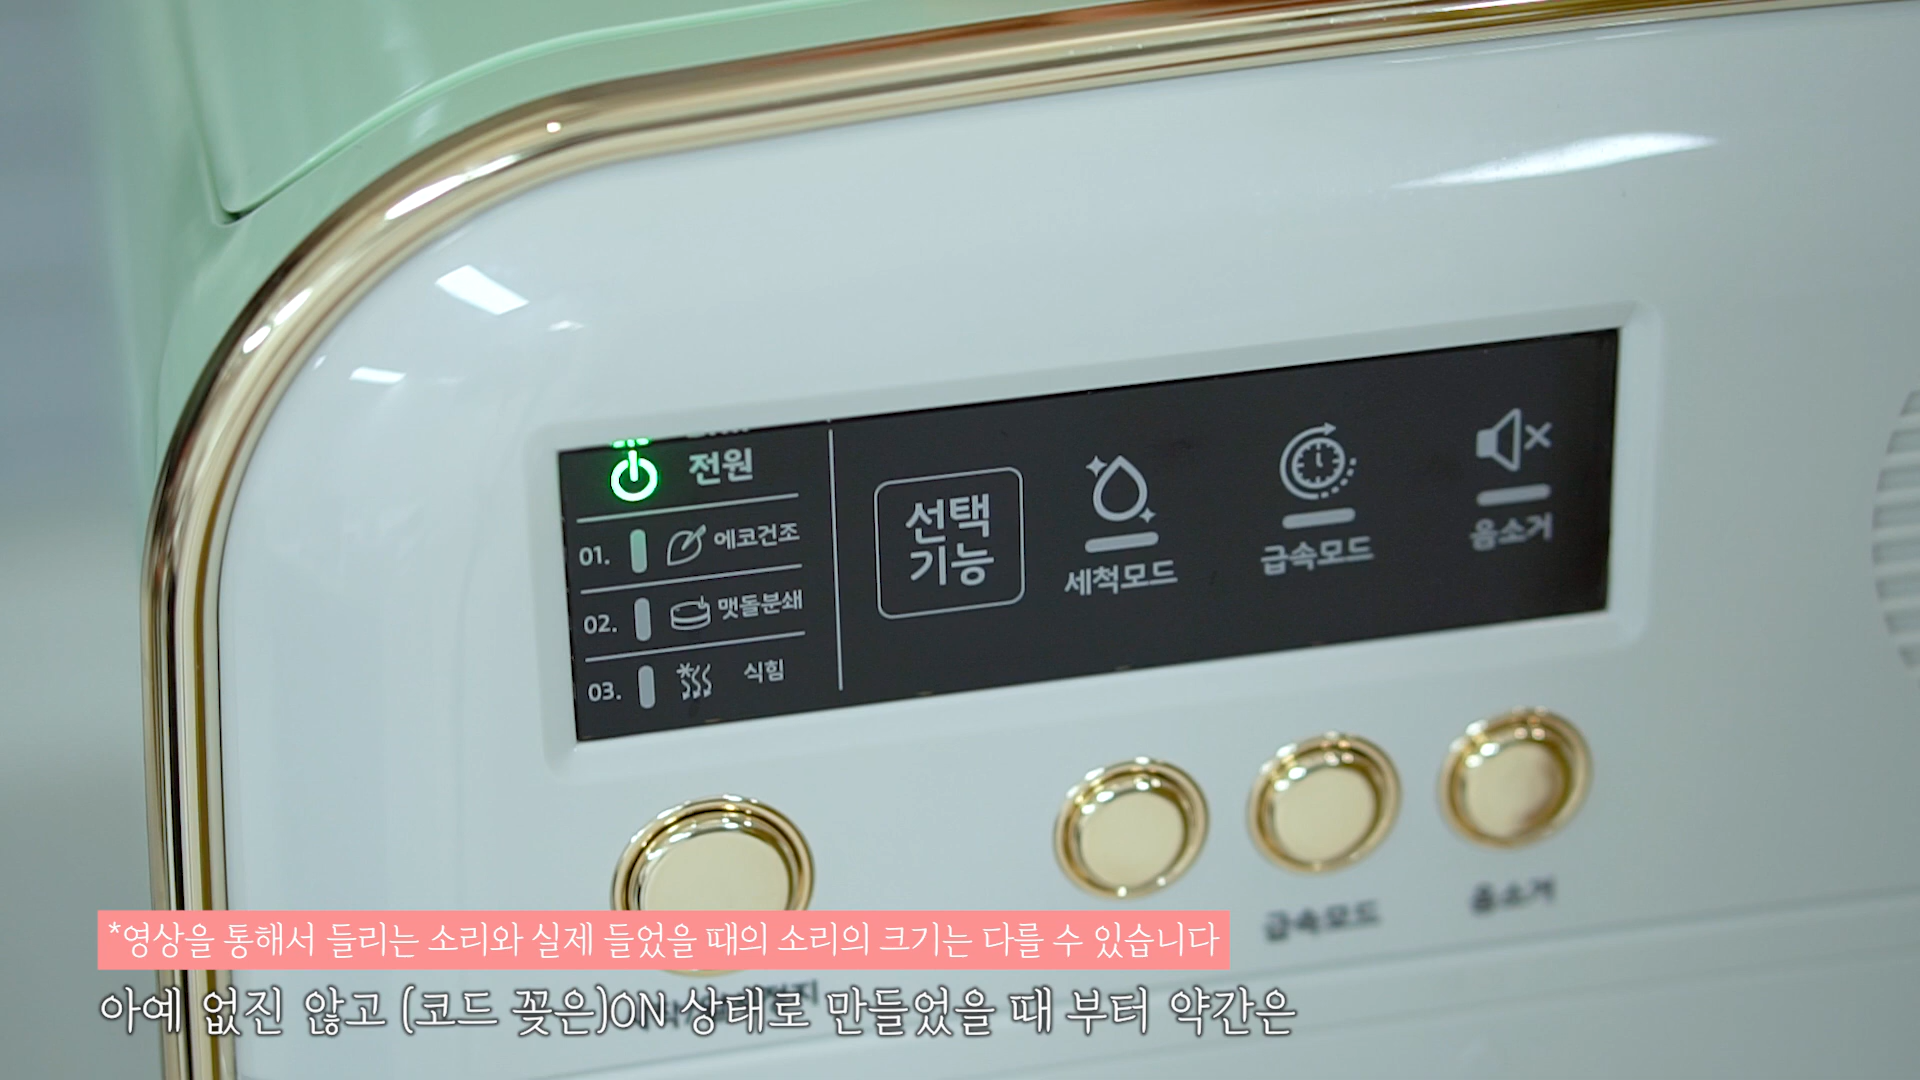 전원
01. 에코건조
02. 맷돌분쇄
03. 식힘
선택
기능
세척모드
급속모드
음소거
급속모드
음소거
*영상을 통해서 들리는 소리와 실제 들었을 때의 소리의 크기는 다를 수 있습니다
아예 없진 않고 (코드 꽂은)ON 상태로 만들었을 때 부터 약간은